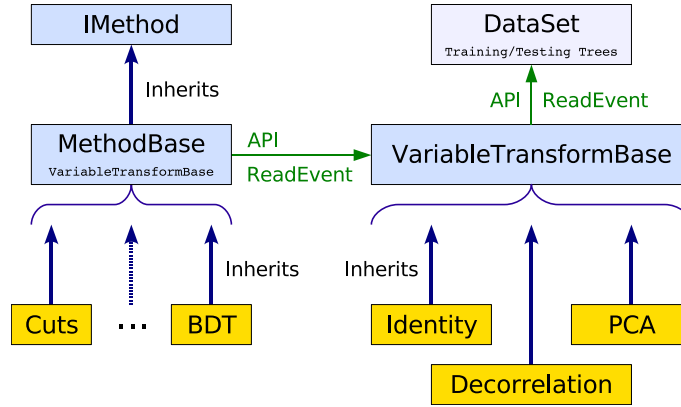 IMethod
DataSet
Training/Testing Trees
Inherits
API ReadEvent
MethodBase
VariableTransformBase
API
ReadEvent
VariableTransformBase
Inherits
Inherits
Cuts
...
BDT
Identity
PCA
Decorrelation